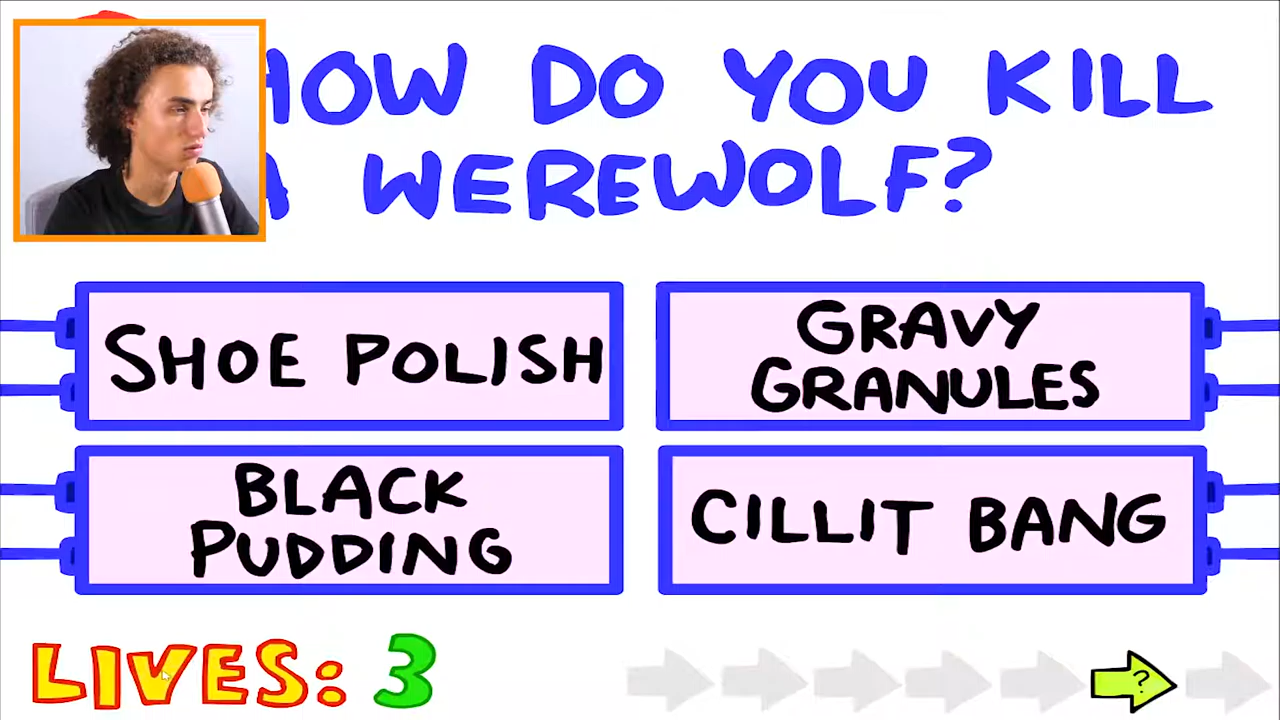 HOW DO YOU KILL
A WEREWOLF?
SHOE POLISH
GRAVY
GRANULES
BLACK
PUDDING
CILLIT BANG
LIVES: 3
?